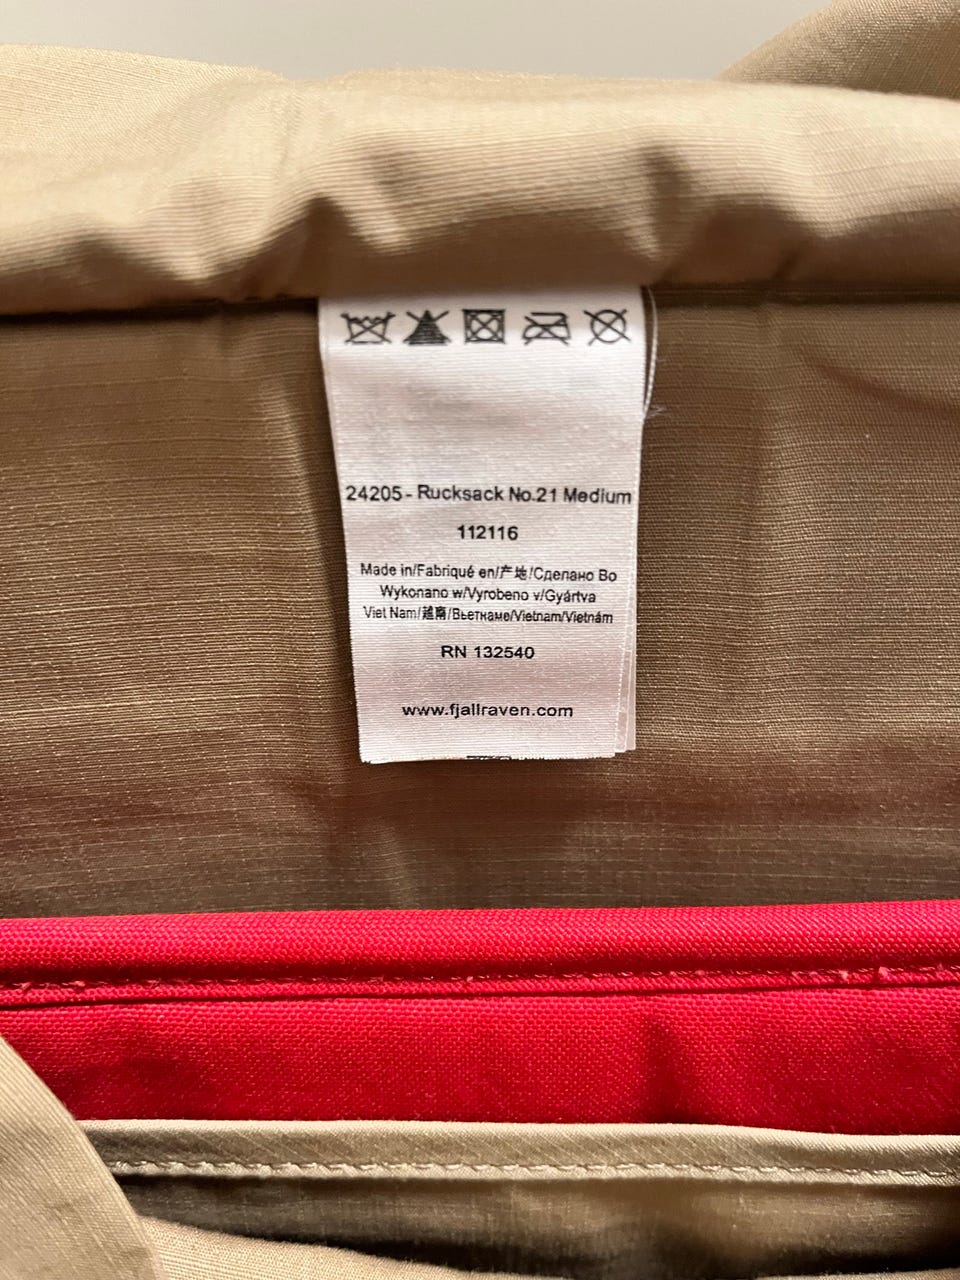 24205 - Rucksack No.21 Medium
112116
Made in/Fabriqué en/产地/Сделано Во
Wykonano w/Vyrobeno v/Gyártva
Viet Nam/越南/Вьетнаме/Vietnam/Vietnám
RN 132540
www.fjallraven.com